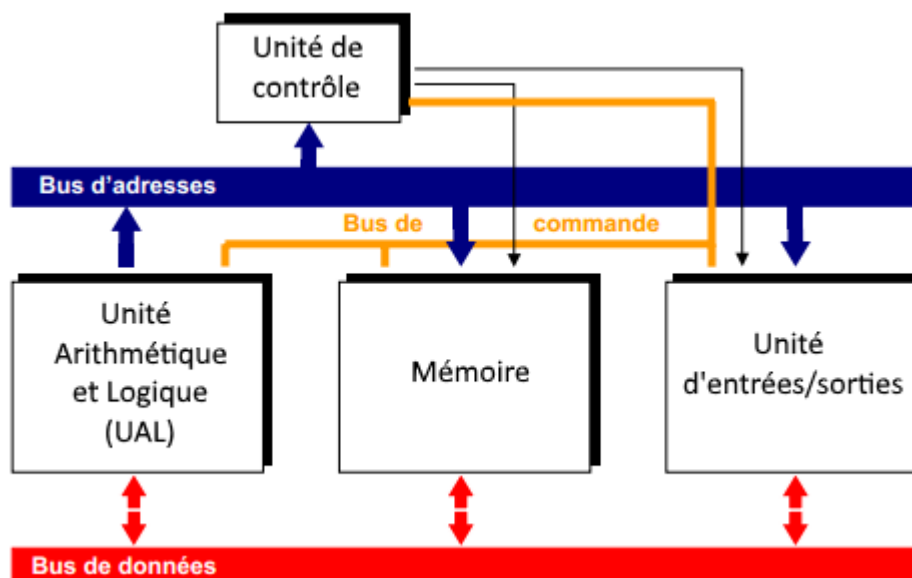 Unité de
contrôle
Bus d'adresses
Bus de commande
Unité
Arithmétique
et Logique
(UAL)
Mémoire
Unité
d'entrées/sorties
Bus de données